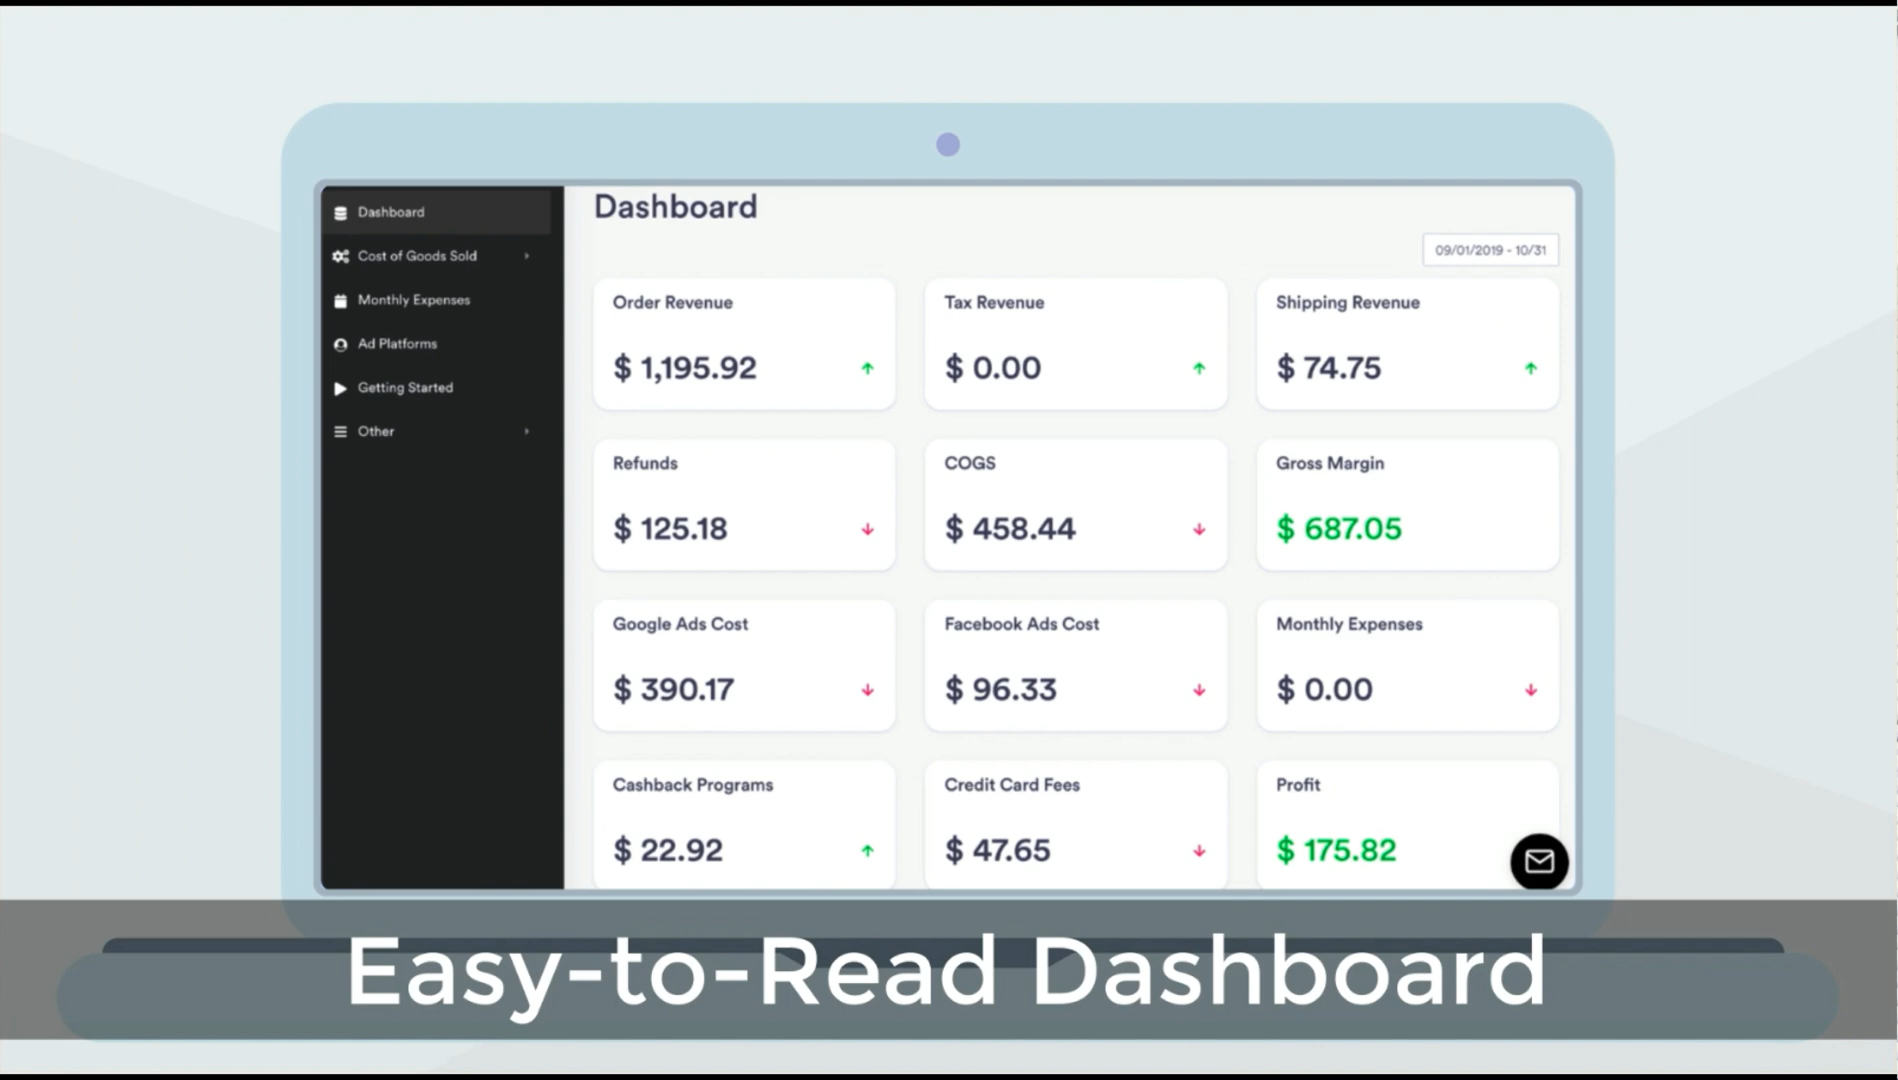 Dashboard
Cost of Goods Sold
Monthly Expenses
Ad Platforms
Getting Started
Other
Dashboard
09/01/2019 - 10/31
Order Revenue
$ 1,195.92
Tax Revenue
$ 0.00
Shipping Revenue
$ 74.75
Refunds
$ 125.18
COGS
$ 458.44
Gross Margin
$ 687.05
Google Ads Cost
$ 390.17
Facebook Ads Cost
$ 96.33
Monthly Expenses
$ 0.00
Cashback Programs
$ 22.92
Credit Card Fees
$ 47.65
Profit
$ 175.82
Easy-to-Read Dashboard